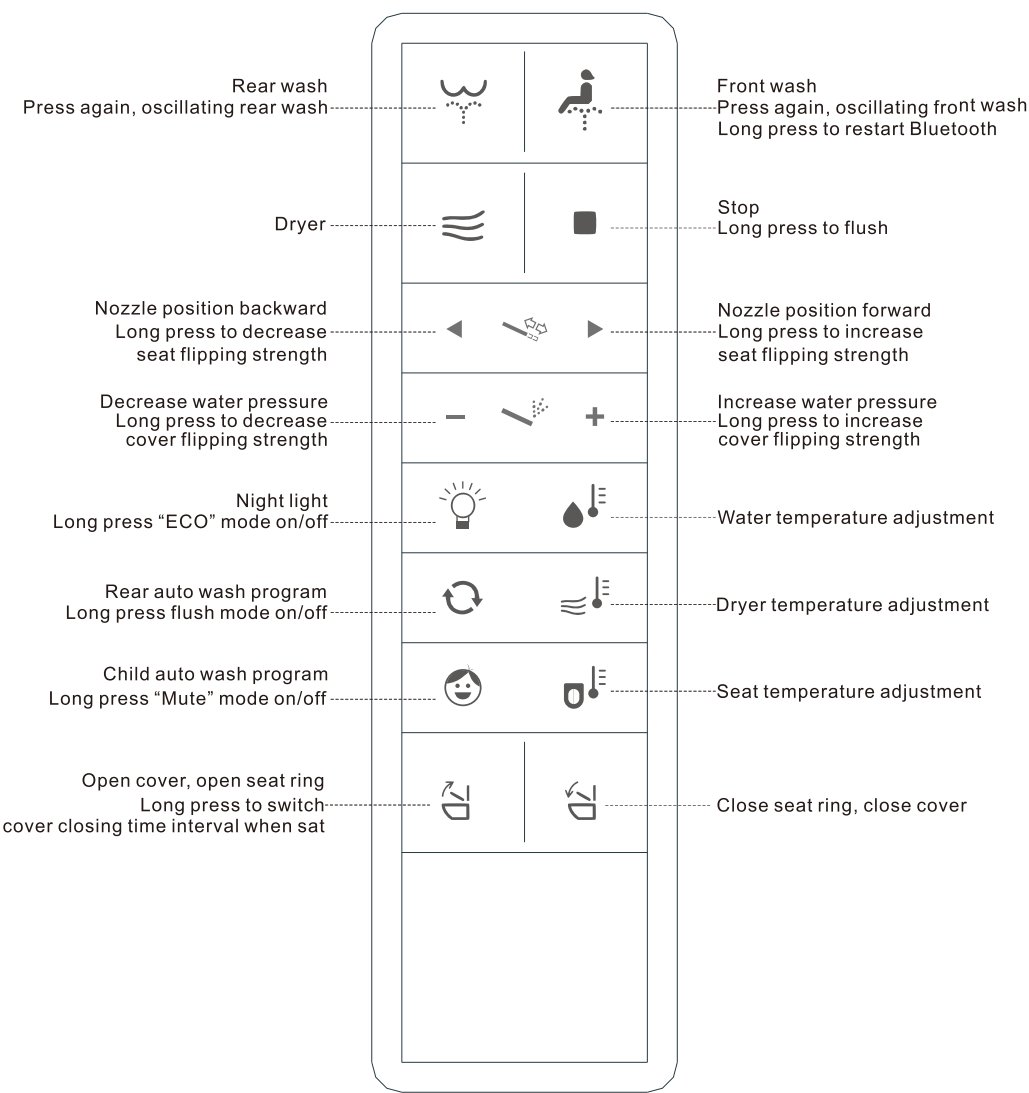 Rear wash
Press again, oscillating rear wash
Front wash
Press again, oscillating front wash
Long press to restart Bluetooth
Dryer
Stop
Long press to flush
Nozzle position backward
Long press to decrease
seat flipping strength
Nozzle position forward
Long press to increase
seat flipping strength
Decrease water pressure
Long press to decrease
cover flipping strength
Increase water pressure
Long press to increase
cover flipping strength
Night light
Long press “ECO” mode on/off
Water temperature adjustment
Rear auto wash program
Long press flush mode on/off
Dryer temperature adjustment
Child auto wash program
Long press “Mute” mode on/off
Seat temperature adjustment
Open cover, open seat ring
Long press to switch
cover closing time interval when sat
Close seat ring, close cover